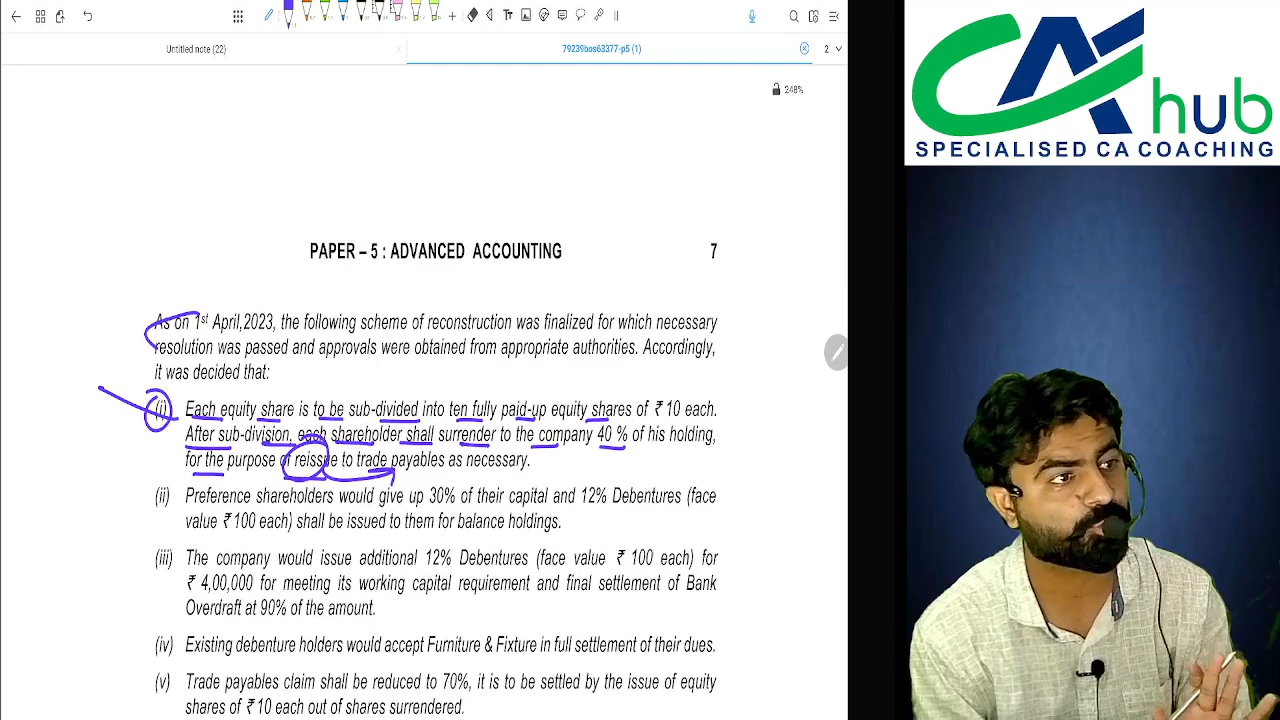 Untitled note (22)
79239bos63377-p5 (1)
2
248%
CA hub
SPECIALISED CA COACHING
PAPER – 5 : ADVANCED ACCOUNTING 7
As on 1st April,2023, the following scheme of reconstruction was finalized for which necessary
resolution was passed and approvals were obtained from appropriate authorities. Accordingly,
it was decided that:
(i) Each equity share is to be sub-divided into ten fully paid-up equity shares of ₹ 10 each.
After sub-division, each shareholder shall surrender to the company 40 % of his holding,
for the purpose of reissue to trade payables as necessary.
(ii) Preference shareholders would give up 30% of their capital and 12% Debentures (face
value ₹ 100 each) shall be issued to them for balance holdings.
(iii) The company would issue additional 12% Debentures (face value ₹ 100 each) for
₹ 4,00,000 for meeting its working capital requirement and final settlement of Bank
Overdraft at 90% of the amount.
(iv) Existing debenture holders would accept Furniture & Fixture in full settlement of their dues.
(v) Trade payables claim shall be reduced to 70%, it is to be settled by the issue of equity
shares of ₹ 10 each out of shares surrendered.